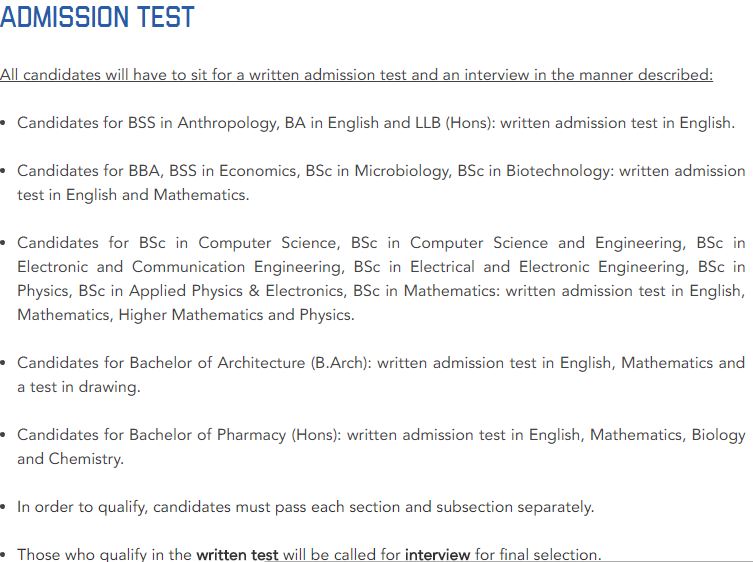 ADMISSION TEST
All candidates will have to sit for a written admission test and an interview in the manner described:
• Candidates for BSS in Anthropology, BA in English and LLB (Hons): written admission test in English.
• Candidates for BBA, BSS in Economics, BSc in Microbiology, BSc in Biotechnology: written admission
test in English and Mathematics.
• Candidates for BSc in Computer Science, BSc in Computer Science and Engineering, BSc in
Electronic and Communication Engineering, BSc in Electrical and Electronic Engineering, BSc in
Physics, BSc in Applied Physics & Electronics, BSc in Mathematics: written admission test in English,
Mathematics, Higher Mathematics and Physics.
• Candidates for Bachelor of Architecture (B.Arch): written admission test in English, Mathematics and
a test in drawing.
• Candidates for Bachelor of Pharmacy (Hons): written admission test in English, Mathematics, Biology
and Chemistry.
• In order to qualify, candidates must pass each section and subsection separately.
• Those who qualify in the written test will be called for interview for final selection.